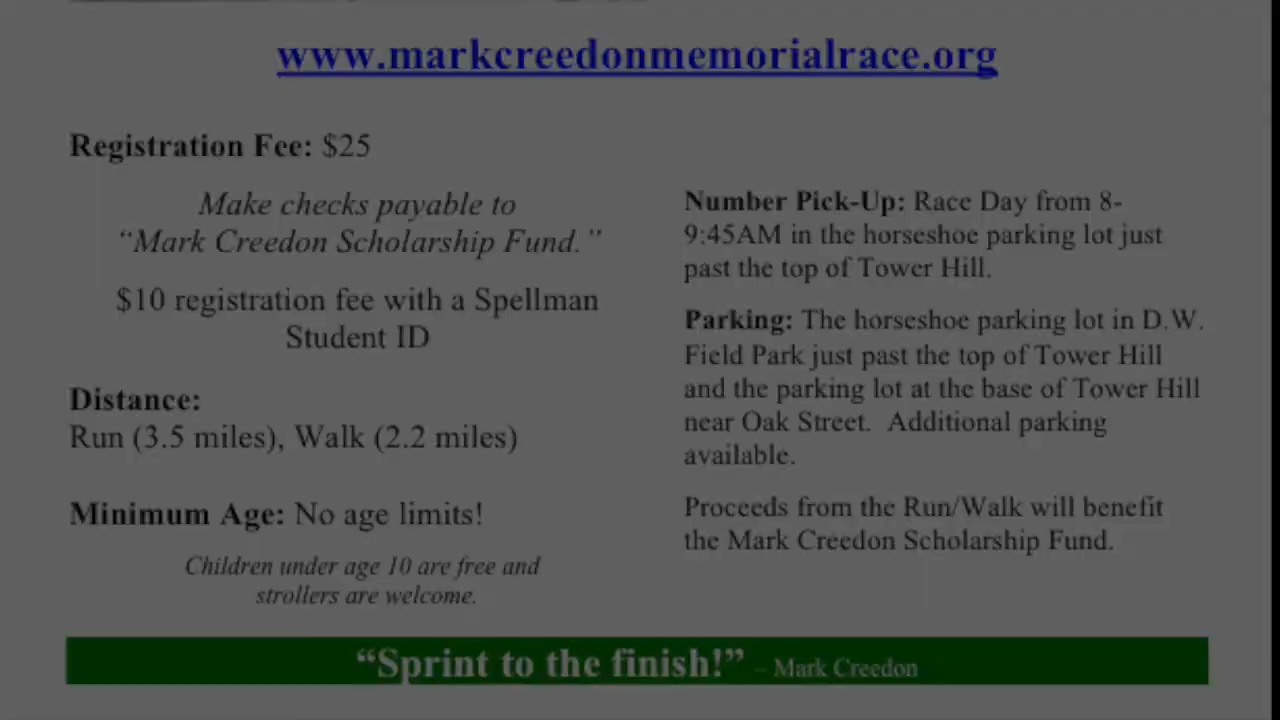 www.markcreedonmemorialrace.org
Registration Fee: $25
Make checks payable to
“Mark Creedon Scholarship Fund.”
$10 registration fee with a Spellman
Student ID
Distance:
Run (3.5 miles), Walk (2.2 miles)
Minimum Age: No age limits!
Children under age 10 are free and
strollers are welcome.
Number Pick-Up: Race Day from 8-
9:45AM in the horseshoe parking lot just
past the top of Tower Hill.
Parking: The horseshoe parking lot in D.W.
Field Park just past the top of Tower Hill
and the parking lot at the base of Tower Hill
near Oak Street. Additional parking
available.
Proceeds from the Run/Walk will benefit
the Mark Creedon Scholarship Fund.
“Sprint to the finish!” – Mark Creedon